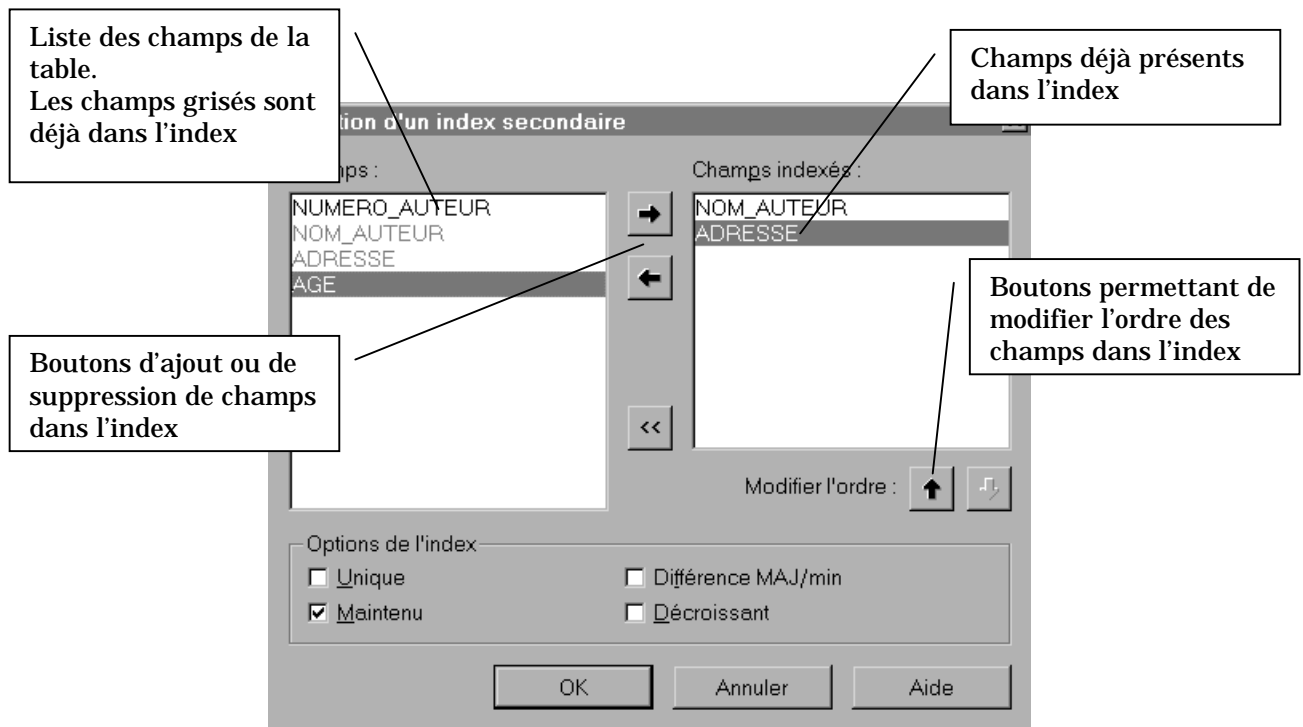 Liste des champs de la
table.
Les champs grisés sont
déjà dans l'index
Champs déjà présents
dans l'index
d'un index secondaire
Champs indexés :
NUMERO_AUTEUR
NOM_AUTEUR
ADRESSE
AGE
NOM_AUTEUR
ADRESSE
Boutons permettant de
modifier l'ordre des
champs dans l'index
Boutons d'ajout ou de
suppression de champs
dans l'index
<<
Modifier l'ordre :
Options de l'index
Unique
Différence MAJ/min
Maintenu
Décroissant
OK
Annuler
Aide